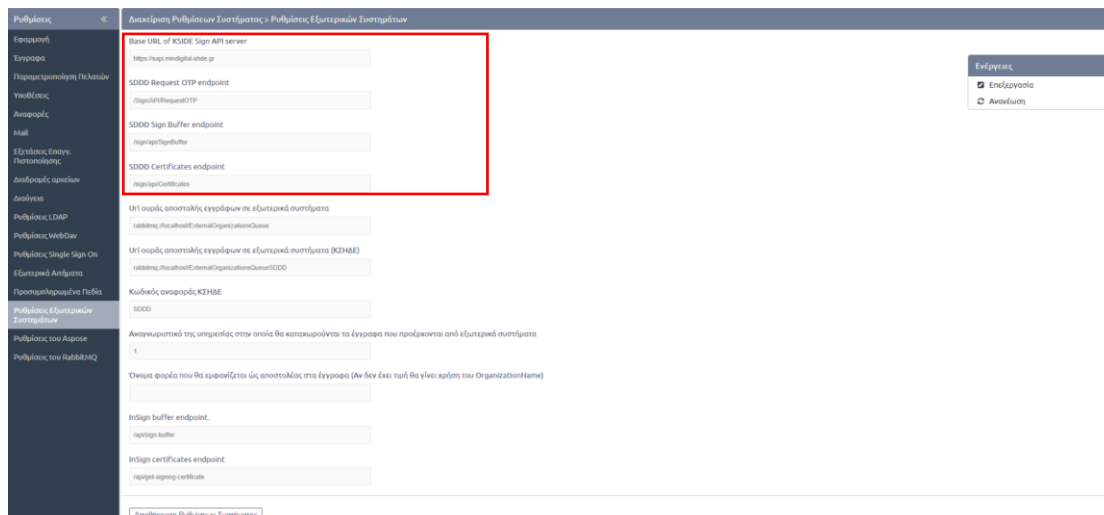 Ρυθμίσεις «
Διαχείριση Ρυθμίσεων Συστήματος > Ρυθμίσεις Εξωτερικών Συστημάτων
Εφαρμογή
Έγγραφα
Παραμετροποίηση Πελατών
Υποθέσεις
Αναφορές
Mail
Εξετάσεις Επαγγ.
Πιστοποίησης
Διαδρομές αρχείων
Διαύγεια
Ρυθμίσεις LDAP
Ρυθμίσεις WebDav
Ρυθμίσεις Single Sign On
Εξωτερικά Αιτήματα
Προσυμπληρωμένα Πεδία
Ρυθμίσεις Εξωτερικών
Συστημάτων
Ρυθμίσεις του Aspose
Ρυθμίσεις του RabbitMQ
Base URL of KSIDE Sign API server
https://sapi.mindigital-shde.gr
SDDD Request OTP endpoint
/Sign/API/RequestOTP
SDDD Sign Buffer endpoint
/sign/api/SignBuffer
SDDD Certificates endpoint
/sign/api/Certificates
Url ουράς αποστολής εγγράφων σε εξωτερικά συστήματα
rabbitmq://localhost/ExternalOrganizationsQueue
Url ουράς αποστολής εγγράφων σε εξωτερικά συστήματα (ΚΣΗΔΕ)
rabbitmq://localhost/ExternalOrganizationsQueueSDDD
Κωδικός αναφοράς ΚΣΗΔΕ
SDDD
Αναγνωριστικό της υπηρεσίας στην οποία θα καταχωρούνται τα έγγραφα που προέρχονται από εξωτερικά συστήματα
1
Όνομα φορέα που θα εμφανίζεται ώς αποστολέας στα έγγραφα (Αν δεν έχει τιμή θα γίνει χρήση του OrganizationName)
InSign buffer endpoint.
/api/sign-buffer
InSign certificates endpoint
/api/get-signing-certificate
Αποθήκευση Ρυθμίσεων Συστήματος
Ενέργειες
Επεξεργασία
Ανανέωση